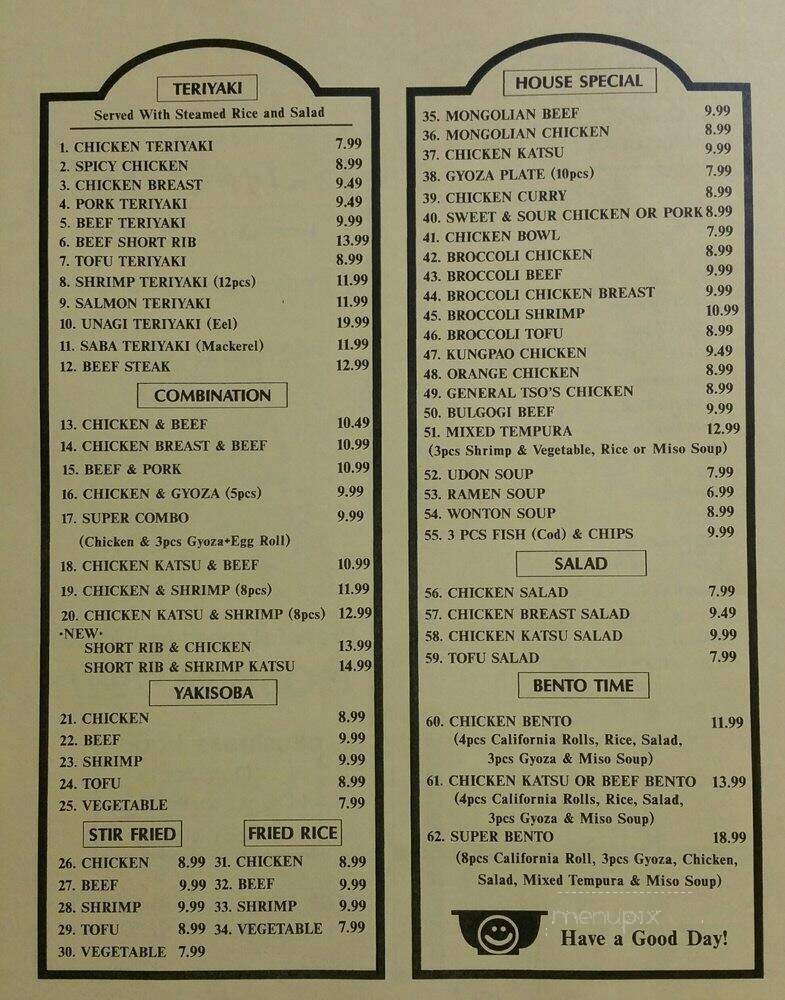 TERIYAKI
Served With Steamed Rice and Salad
1. CHICKEN TERIYAKI 7.99
2. SPICY CHICKEN 8.99
3. CHICKEN BREAST 9.49
4. PORK TERIYAKI 9.49
5. BEEF TERIYAKI 9.99
6. BEEF SHORT RIB 13.99
7. TOFU TERIYAKI 8.99
8. SHRIMP TERIYAKI (12pcs) 11.99
9. SALMON TERIYAKI 11.99
10. UNAGI TERIYAKI (Eel) 19.99
11. SABA TERIYAKI (Mackerel) 11.99
12. BEEF STEAK 12.99
COMBINATION
13. CHICKEN & BEEF 10.49
14. CHICKEN BREAST & BEEF 10.99
15. BEEF & PORK 10.99
16. CHICKEN & GYOZA (5pcs) 9.99
17. SUPER COMBO 9.99
(Chicken & 3pcs Gyoza+Egg Roll)
18. CHICKEN KATSU & BEEF 10.99
19. CHICKEN & SHRIMP (8pcs) 11.99
20. CHICKEN KATSU & SHRIMP (8pcs) 12.99
·NEW·
SHORT RIB & CHICKEN 13.99
SHORT RIB & SHRIMP KATSU 14.99
YAKISOBA
21. CHICKEN 8.99
22. BEEF 9.99
23. SHRIMP 9.99
24. TOFU 8.99
25. VEGETABLE 7.99
STIR FRIED
26. CHICKEN 8.99
27. BEEF 9.99
28. SHRIMP 9.99
29. TOFU 8.99
30. VEGETABLE 7.99
FRIED RICE
31. CHICKEN 8.99
32. BEEF 9.99
33. SHRIMP 9.99
34. VEGETABLE 7.99
HOUSE SPECIAL
35. MONGOLIAN BEEF 9.99
36. MONGOLIAN CHICKEN 8.99
37. CHICKEN KATSU 9.99
38. GYOZA PLATE (10pcs) 7.99
39. CHICKEN CURRY 8.99
40. SWEET & SOUR CHICKEN OR PORK 8.99
41. CHICKEN BOWL 7.99
42. BROCCOLI CHICKEN 8.99
43. BROCCOLI BEEF 9.99
44. BROCCOLI CHICKEN BREAST 9.99
45. BROCCOLI SHRIMP 10.99
46. BROCCOLI TOFU 8.99
47. KUNGPAO CHICKEN 9.49
48. ORANGE CHICKEN 8.99
49. GENERAL TSO'S CHICKEN 8.99
50. BULGOGI BEEF 9.99
51. MIXED TEMPURA 12.99
(3pcs Shrimp & Vegetable, Rice or Miso Soup)
52. UDON SOUP 7.99
53. RAMEN SOUP 6.99
54. WONTON SOUP 8.99
55. 3 PCS FISH (Cod) & CHIPS 9.99
SALAD
56. CHICKEN SALAD 7.99
57. CHICKEN BREAST SALAD 9.49
58. CHICKEN KATSU SALAD 9.99
59. TOFU SALAD 7.99
BENTO TIME
60. CHICKEN BENTO 11.99
(4pcs California Rolls, Rice, Salad,
3pcs Gyoza & Miso Soup)
61. CHICKEN KATSU OR BEEF BENTO 13.99
(4pcs California Rolls, Rice, Salad,
3pcs Gyoza & Miso Soup)
62. SUPER BENTO 18.99
(8pcs California Roll, 3pcs Gyoza, Chicken,
Salad, Mixed Tempura & Miso Soup)
menupix
Have a Good Day!